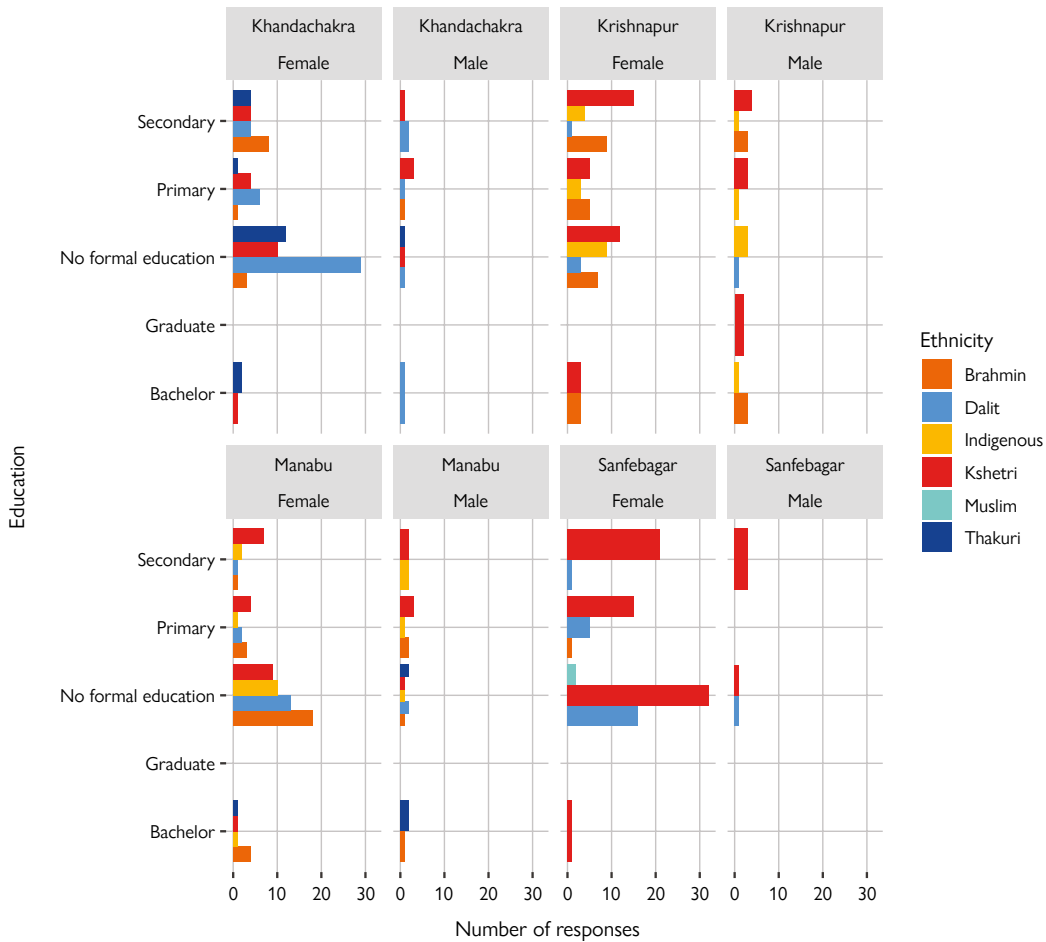 Khandachakra Khandachakra Krishnapur Krishnapur
Female Male Female Male
Secondary
Primary
No formal education
Graduate
Bachelor
Education
Manabu Manabu Sanfebagar Sanfebagar
Female Male Female Male
Secondary
Primary
No formal education
Graduate
Bachelor
0 10 20 30 0 10 20 30 0 10 20 30 0 10 20 30
Number of responses
Ethnicity
Brahmin
Dalit
Indigenous
Kshetri
Muslim
Thakuri